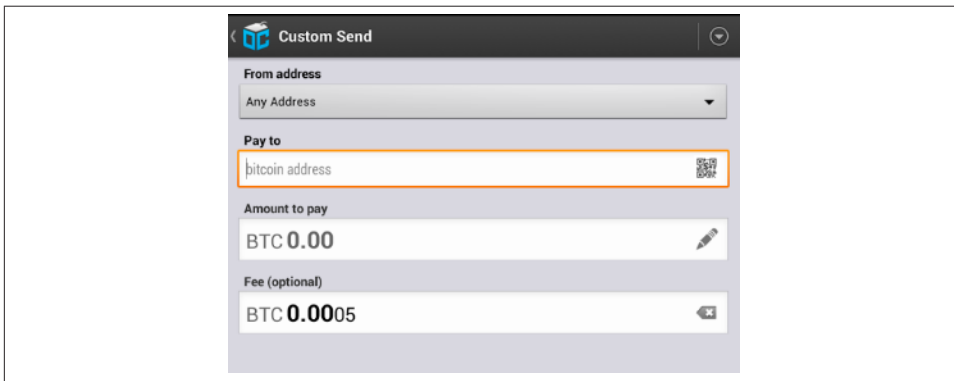 Custom Send
From address
Any Address
Pay to
bitcoin address
Amount to pay
BTC 0.00
Fee (optional)
BTC 0.0005